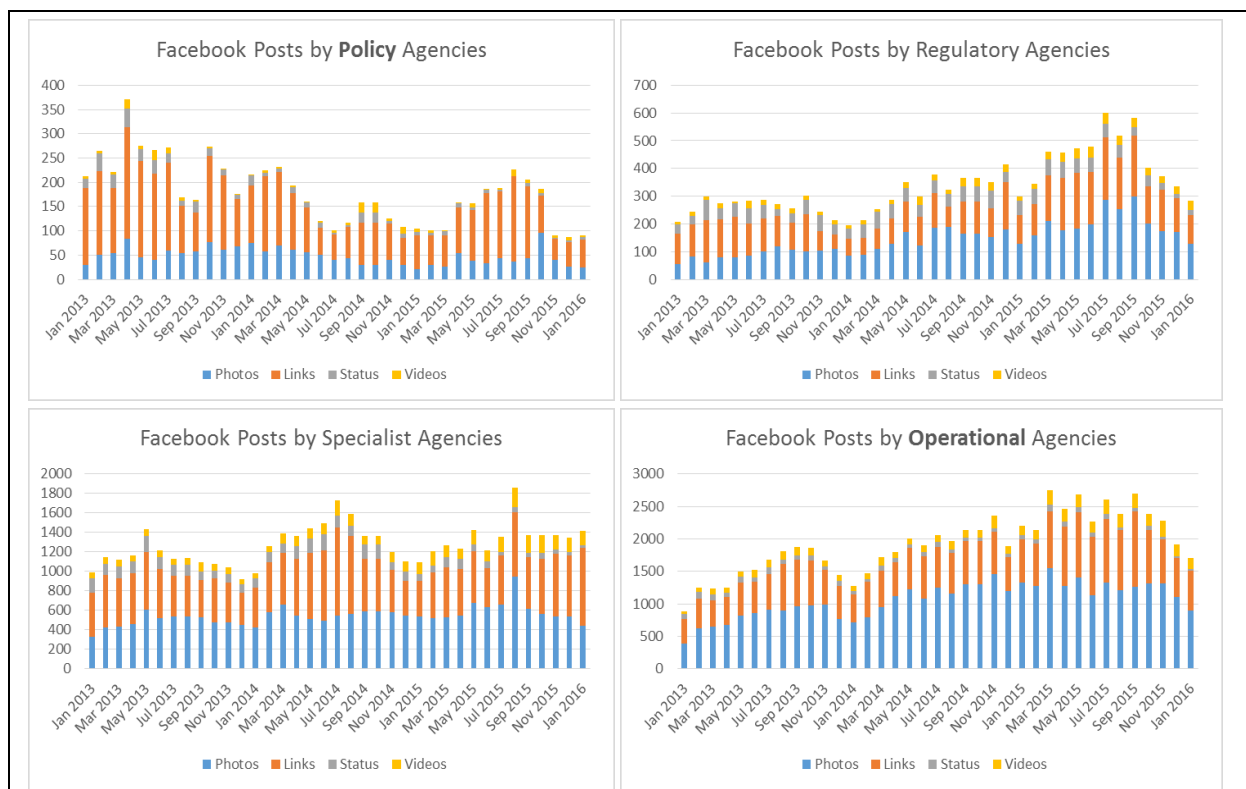 Facebook Posts by Policy Agencies
400
350
300
250
200
150
100
50
0
Jan 2013
Mar 2013
May 2013
Jul 2013
Sep 2013
Nov 2013
Jan 2014
Mar 2014
May 2014
Jul 2014
Sep 2014
Nov 2014
Jan 2015
Mar 2015
May 2015
Jul 2015
Sep 2015
Nov 2015
Jan 2016
Photos Links Status Videos
Facebook Posts by Regulatory Agencies
700
600
500
400
300
200
100
0
Jan 2013
Mar 2013
May 2013
Jul 2013
Sep 2013
Nov 2013
Jan 2014
Mar 2014
May 2014
Jul 2014
Sep 2014
Nov 2014
Jan 2015
Mar 2015
May 2015
Jul 2015
Sep 2015
Nov 2015
Jan 2016
Photos Links Status Videos
Facebook Posts by Specialist Agencies
2000
1800
1600
1400
1200
1000
800
600
400
200
0
Jan 2013
Mar 2013
May 2013
Jul 2013
Sep 2013
Nov 2013
Jan 2014
Mar 2014
May 2014
Jul 2014
Sep 2014
Nov 2014
Jan 2015
Mar 2015
May 2015
Jul 2015
Sep 2015
Nov 2015
Jan 2016
Photos Links Status Videos
Facebook Posts by Operational Agencies
3000
2500
2000
1500
1000
500
0
Jan 2013
Mar 2013
May 2013
Jul 2013
Sep 2013
Nov 2013
Jan 2014
Mar 2014
May 2014
Jul 2014
Sep 2014
Nov 2014
Jan 2015
Mar 2015
May 2015
Jul 2015
Sep 2015
Nov 2015
Jan 2016
Photos Links Status Videos